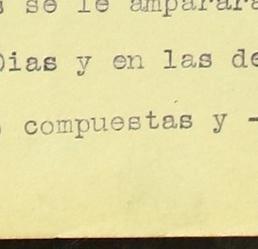 se le amparara
Dias y en las de
compuestas y -